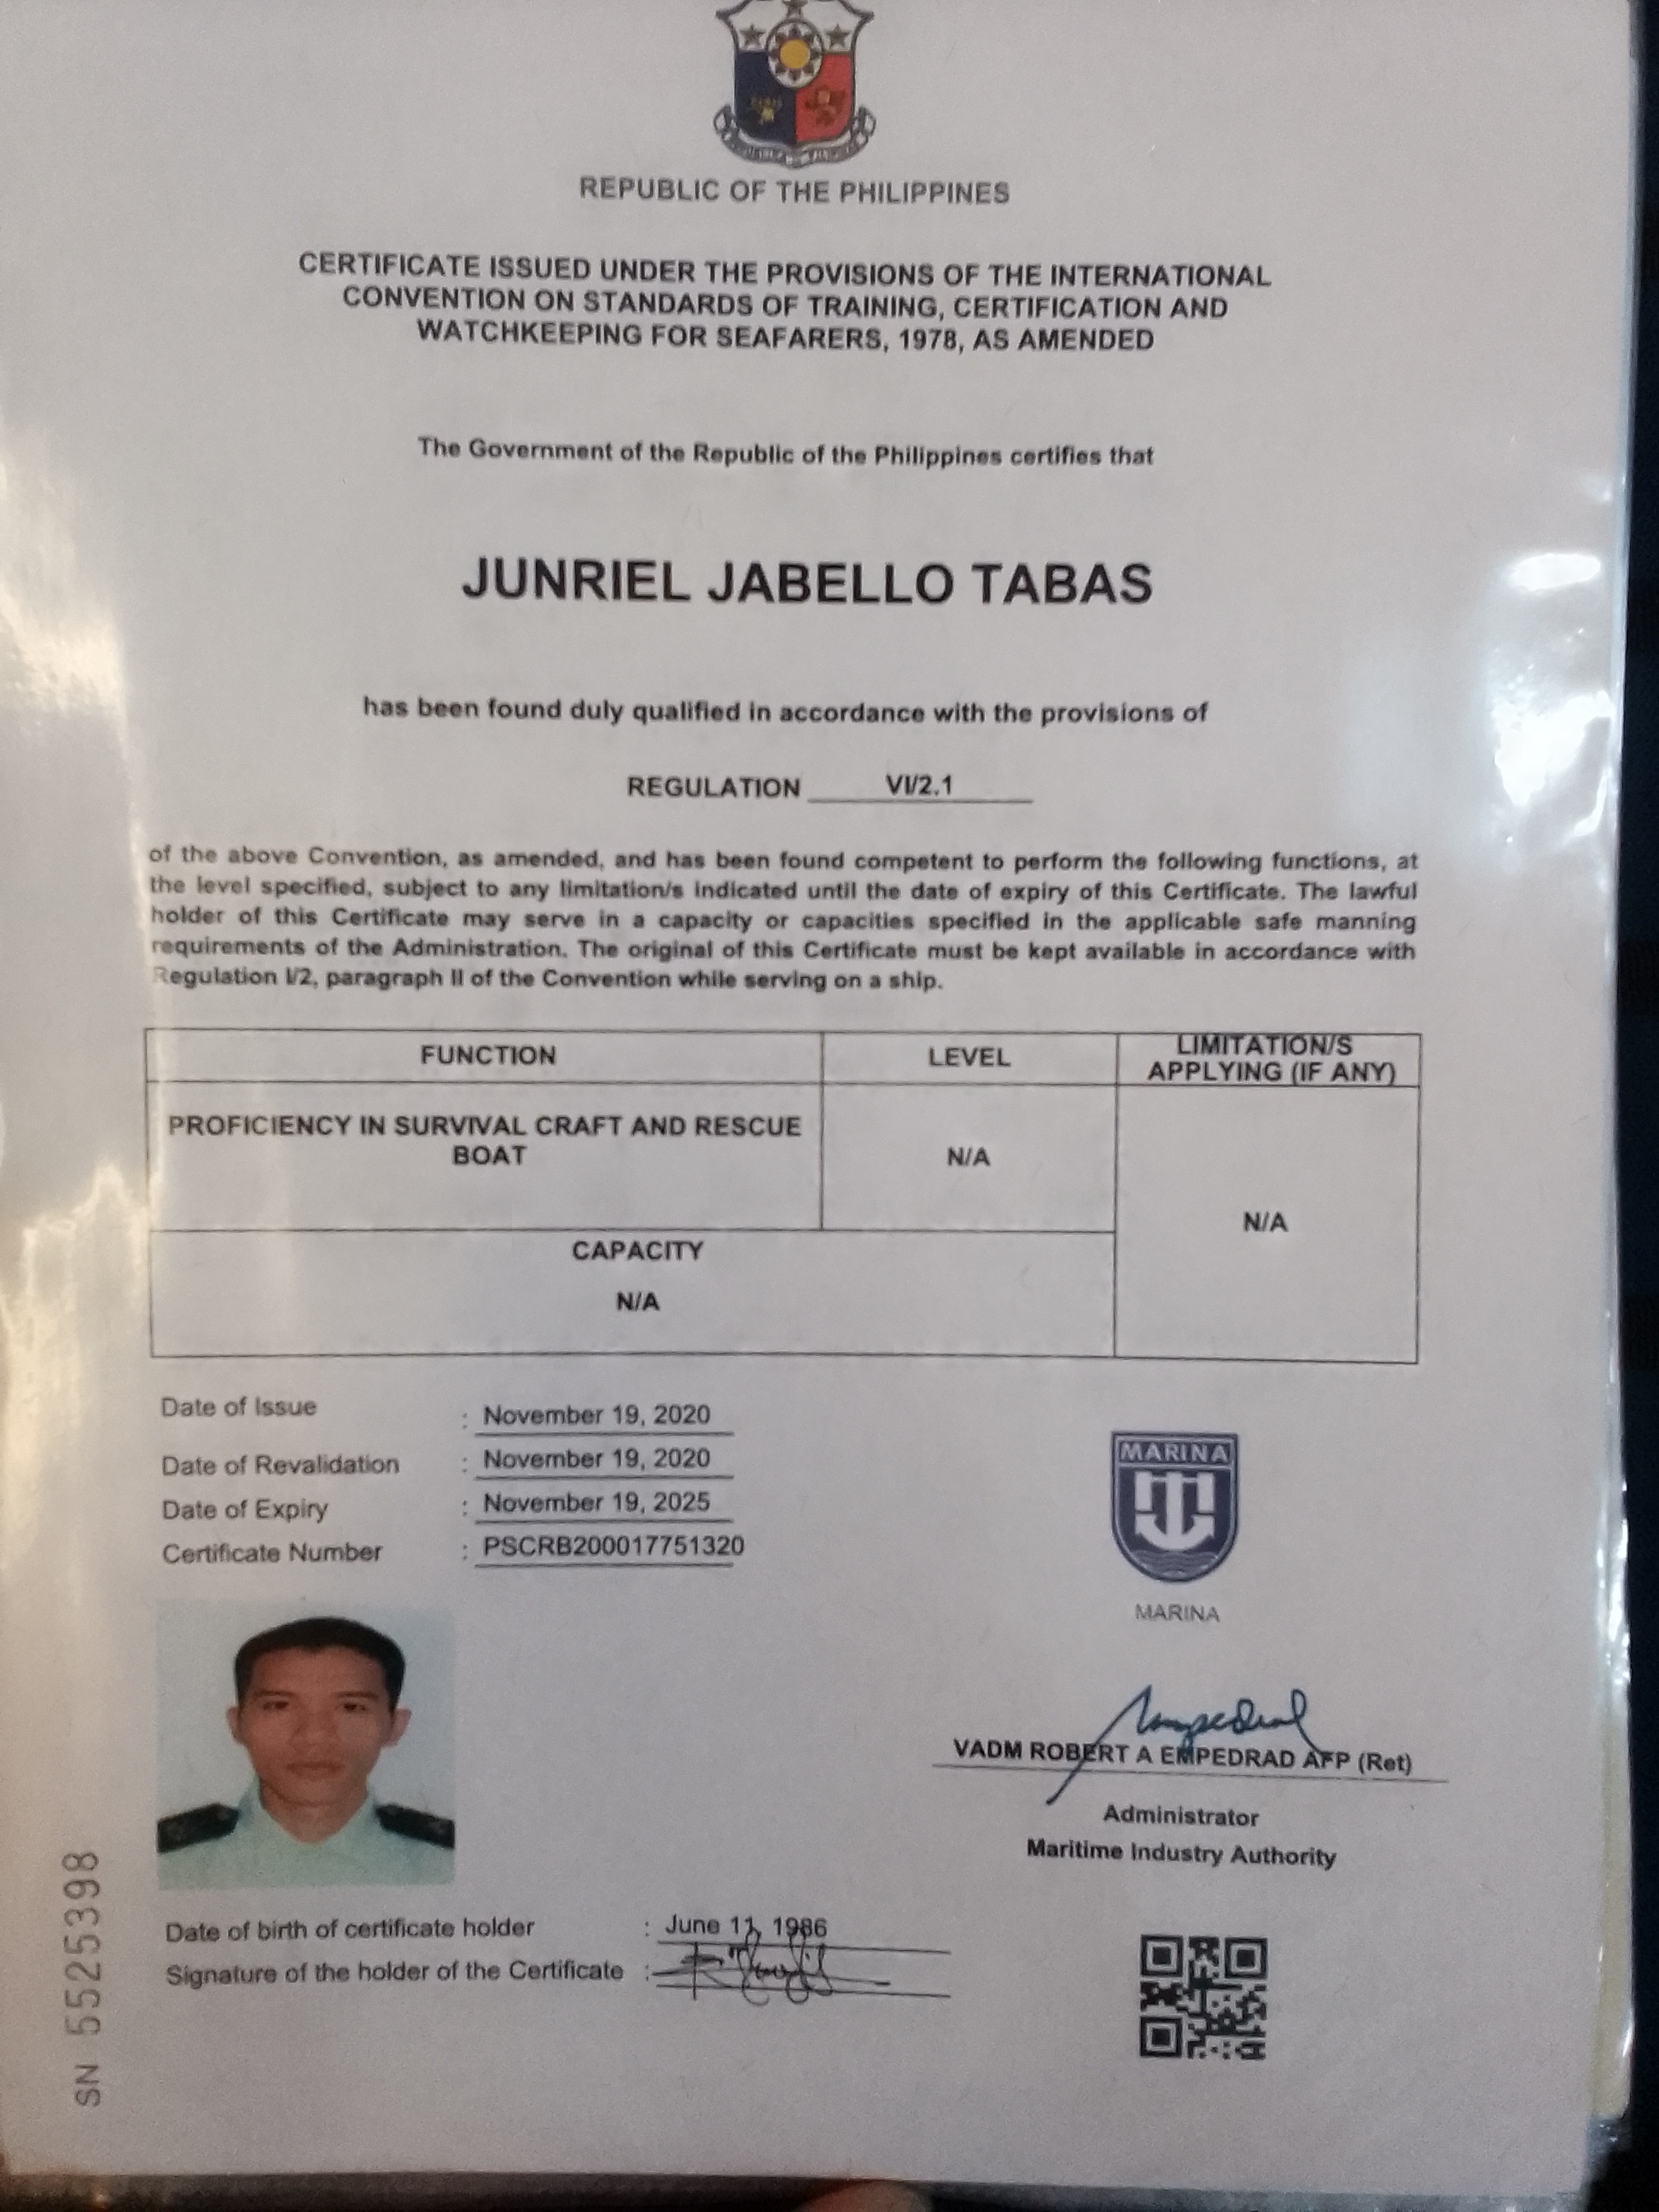 REPUBLIC OF THE PHILIPPINES
CERTIFICATE ISSUED UNDER THE PROVISIONS OF THE INTERNATIONAL
CONVENTION ON STANDARDS OF TRAINING, CERTIFICATION AND
WATCHKEEPING FOR SEAFARERS, 1978, AS AMENDED
The Government of the Republic of the Philippines certifies that
JUNRIEL JABELLO TABAS
has been found duly qualified in accordance with the provisions of
REGULATION VI/2.1
of the above Convention, as amended, and has been found competent to perform the following functions, at
the level specified, subject to any limitation/s indicated until the date of expiry of this Certificate. The lawful
holder of this Certificate may serve in a capacity or capacities specified in the applicable safe manning
requirements of the Administration. The original of this Certificate must be kept available in accordance with
Regulation I/2, paragraph II of the Convention while serving on a ship.
FUNCTION LEVEL LIMITATION/S
APPLYING (IF ANY)
PROFICIENCY IN SURVIVAL CRAFT AND RESCUE
BOAT
N/A
N/A
CAPACITY
N/A
Date of Issue : November 19, 2020
Date of Revalidation : November 19, 2020
Date of Expiry : November 19, 2025
Certificate Number : PSCRB200017751320
MARINA
MARINA
VADM ROBERT A EMPEDRAD AFP (Ret)
Administrator
Maritime Industry Authority
Date of birth of certificate holder : June 11, 1986
Signature of the holder of the Certificate :
SN 5525398